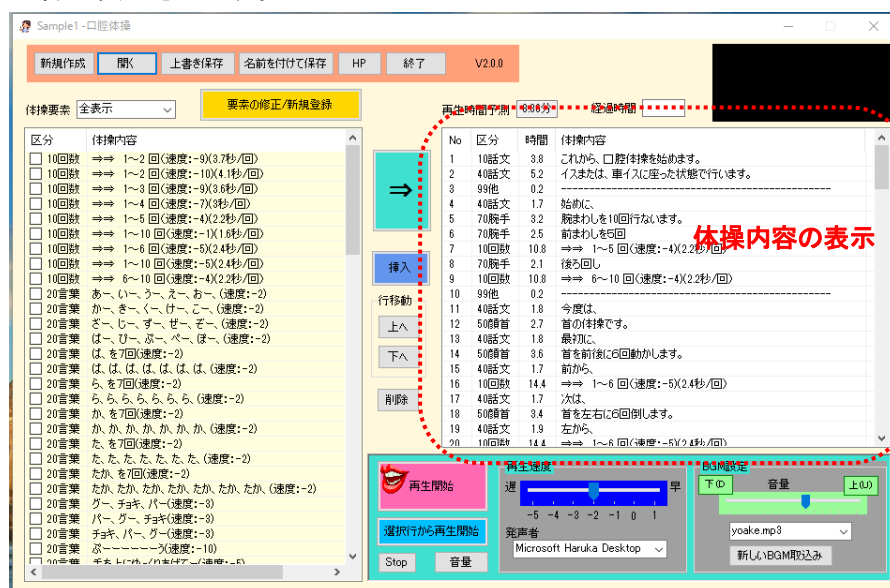 Sample1 -口腔体操
新規作成 開く 上書き保存 名前を付けて保存 HP 終了 V2.0.0
体操要素 全表示 要素の修正/新規登録
再生時間予測 経過時間
区分 体操内容
10回数 ⇒⇒ 1～2 回(速度:-9)(3.7秒/回)
10回数 ⇒⇒ 1～2 回(速度:-10)(4.1秒/回)
10回数 ⇒⇒ 1～3 回(速度:-9)(3.6秒/回)
10回数 ⇒⇒ 1～4 回(速度:-7)(3秒/回)
10回数 ⇒⇒ 1～5 回(速度:-4)(2.2秒/回)
10回数 ⇒⇒ 1～10 回(速度:-1)(1.6秒/回)
10回数 ⇒⇒ 1～6 回(速度:-5)(2.4秒/回)
10回数 ⇒⇒ 1～10 回(速度:-5)(2.4秒/回)
10回数 ⇒⇒ 6～10 回(速度:-4)(2.2秒/回)
20言葉 あー、いー、うー、えー、おー、(速度:-2)
20言葉 かー、きー、くー、けー、こー、(速度:-2)
20言葉 ざー、じー、ずー、ぜー、ぞー、(速度:-2)
20言葉 ぱー、ぴー、ぷー、ぺー、ぽー、(速度:-2)
20言葉 は、を7回(速度:-2)
20言葉 は、は、は、は、は、は、は、(速度:-2)
20言葉 ら、を7回(速度:-2)
20言葉 ら、ら、ら、ら、ら、ら、ら、(速度:-2)
20言葉 か、を7回(速度:-2)
20言葉 か、か、か、か、か、か、か、(速度:-2)
20言葉 た、を7回(速度:-2)
20言葉 た、た、た、た、た、た、た、(速度:-2)
20言葉 たか、を7回(速度:-2)
20言葉 たか、たか、たか、たか、たか、たか、たか、(速度:-2)
20言葉 グー、チョキ、パー(速度:-3)
20言葉 パー、グー、チョキ(速度:-3)
20言葉 チョキ、パー、グー(速度:-3)
20言葉 ぷーーーーーう(速度:-10)
⇒
挿入
行移動
上へ
下へ
削除
No 区分 時間 体操内容
1 10話文 3.8 これから、口腔体操を始めます。
2 40話文 5.2 イスまたは、車イスに座った状態で行います。
3 99他 0.2 --------------------------------------------------
4 40話文 1.7 始めに、
5 70腕手 3.2 腕まわしを10回行ないます。
6 70腕手 2.5 前まわしを5回
7 10回数 10.8 ⇒⇒ 1～5 回(速度:-4)(2.2秒/回)
8 70腕手 2.1 後ろ回し
9 10回数 10.8 ⇒⇒ 6～10 回(速度:-4)(2.2秒/回)
10 99他 0.2 --------------------------------------------------
11 40話文 1.8 今度は、
12 50顔首 2.7 首の体操です。
13 40話文 1.8 最初に、
14 50顔首 3.6 首を前後に6回動かします。
15 40話文 1.7 前から、
16 10回数 14.4 ⇒⇒ 1～6 回(速度:-5)(2.4秒/回)
17 40話文 1.7 次は、
18 50顔首 3.4 首を左右に6回倒します。
19 40話文 1.9 左から、
20 10回数 14.4 ⇒⇒ 1～6 回(速度:-5)(2.4秒/回)
体操内容の表示
再生開始
選択行から再生開始
Stop 音量
再生速度
遅 早
-5 -4 -3 -2 -1 0 1
発声者
Microsoft Haruka Desktop
BGM設定
下(D) 音量 上(U)
yoake.mp3
新しいBGM取込み